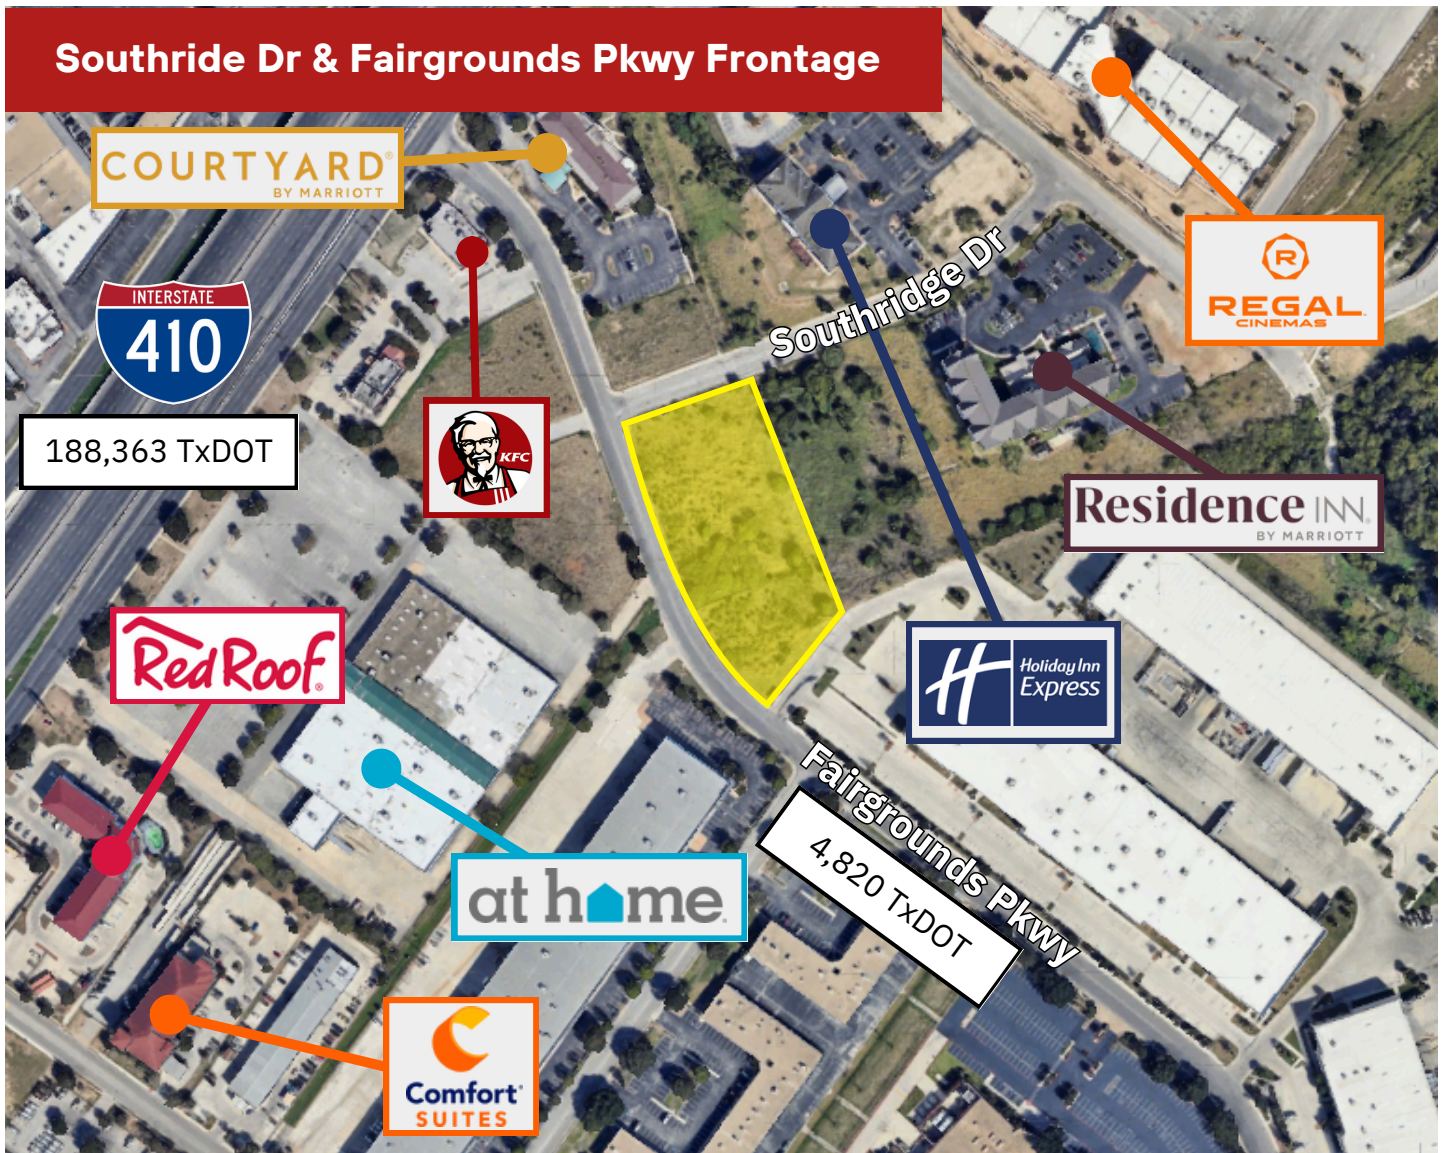 Southride Dr & Fairgrounds Pkwy Frontage
COURTYARD®
BY MARRIOTT
INTERSTATE
410
188,363 TxDOT
KFC
Southridge Dr
R
REGAL
CINEMAS
Residence INN.
BY MARRIOTT
Red Roof
H
Holiday Inn
Express
at home.
Fairgrounds Pkwy
4,820 TxDOT
Comfort
SUITES